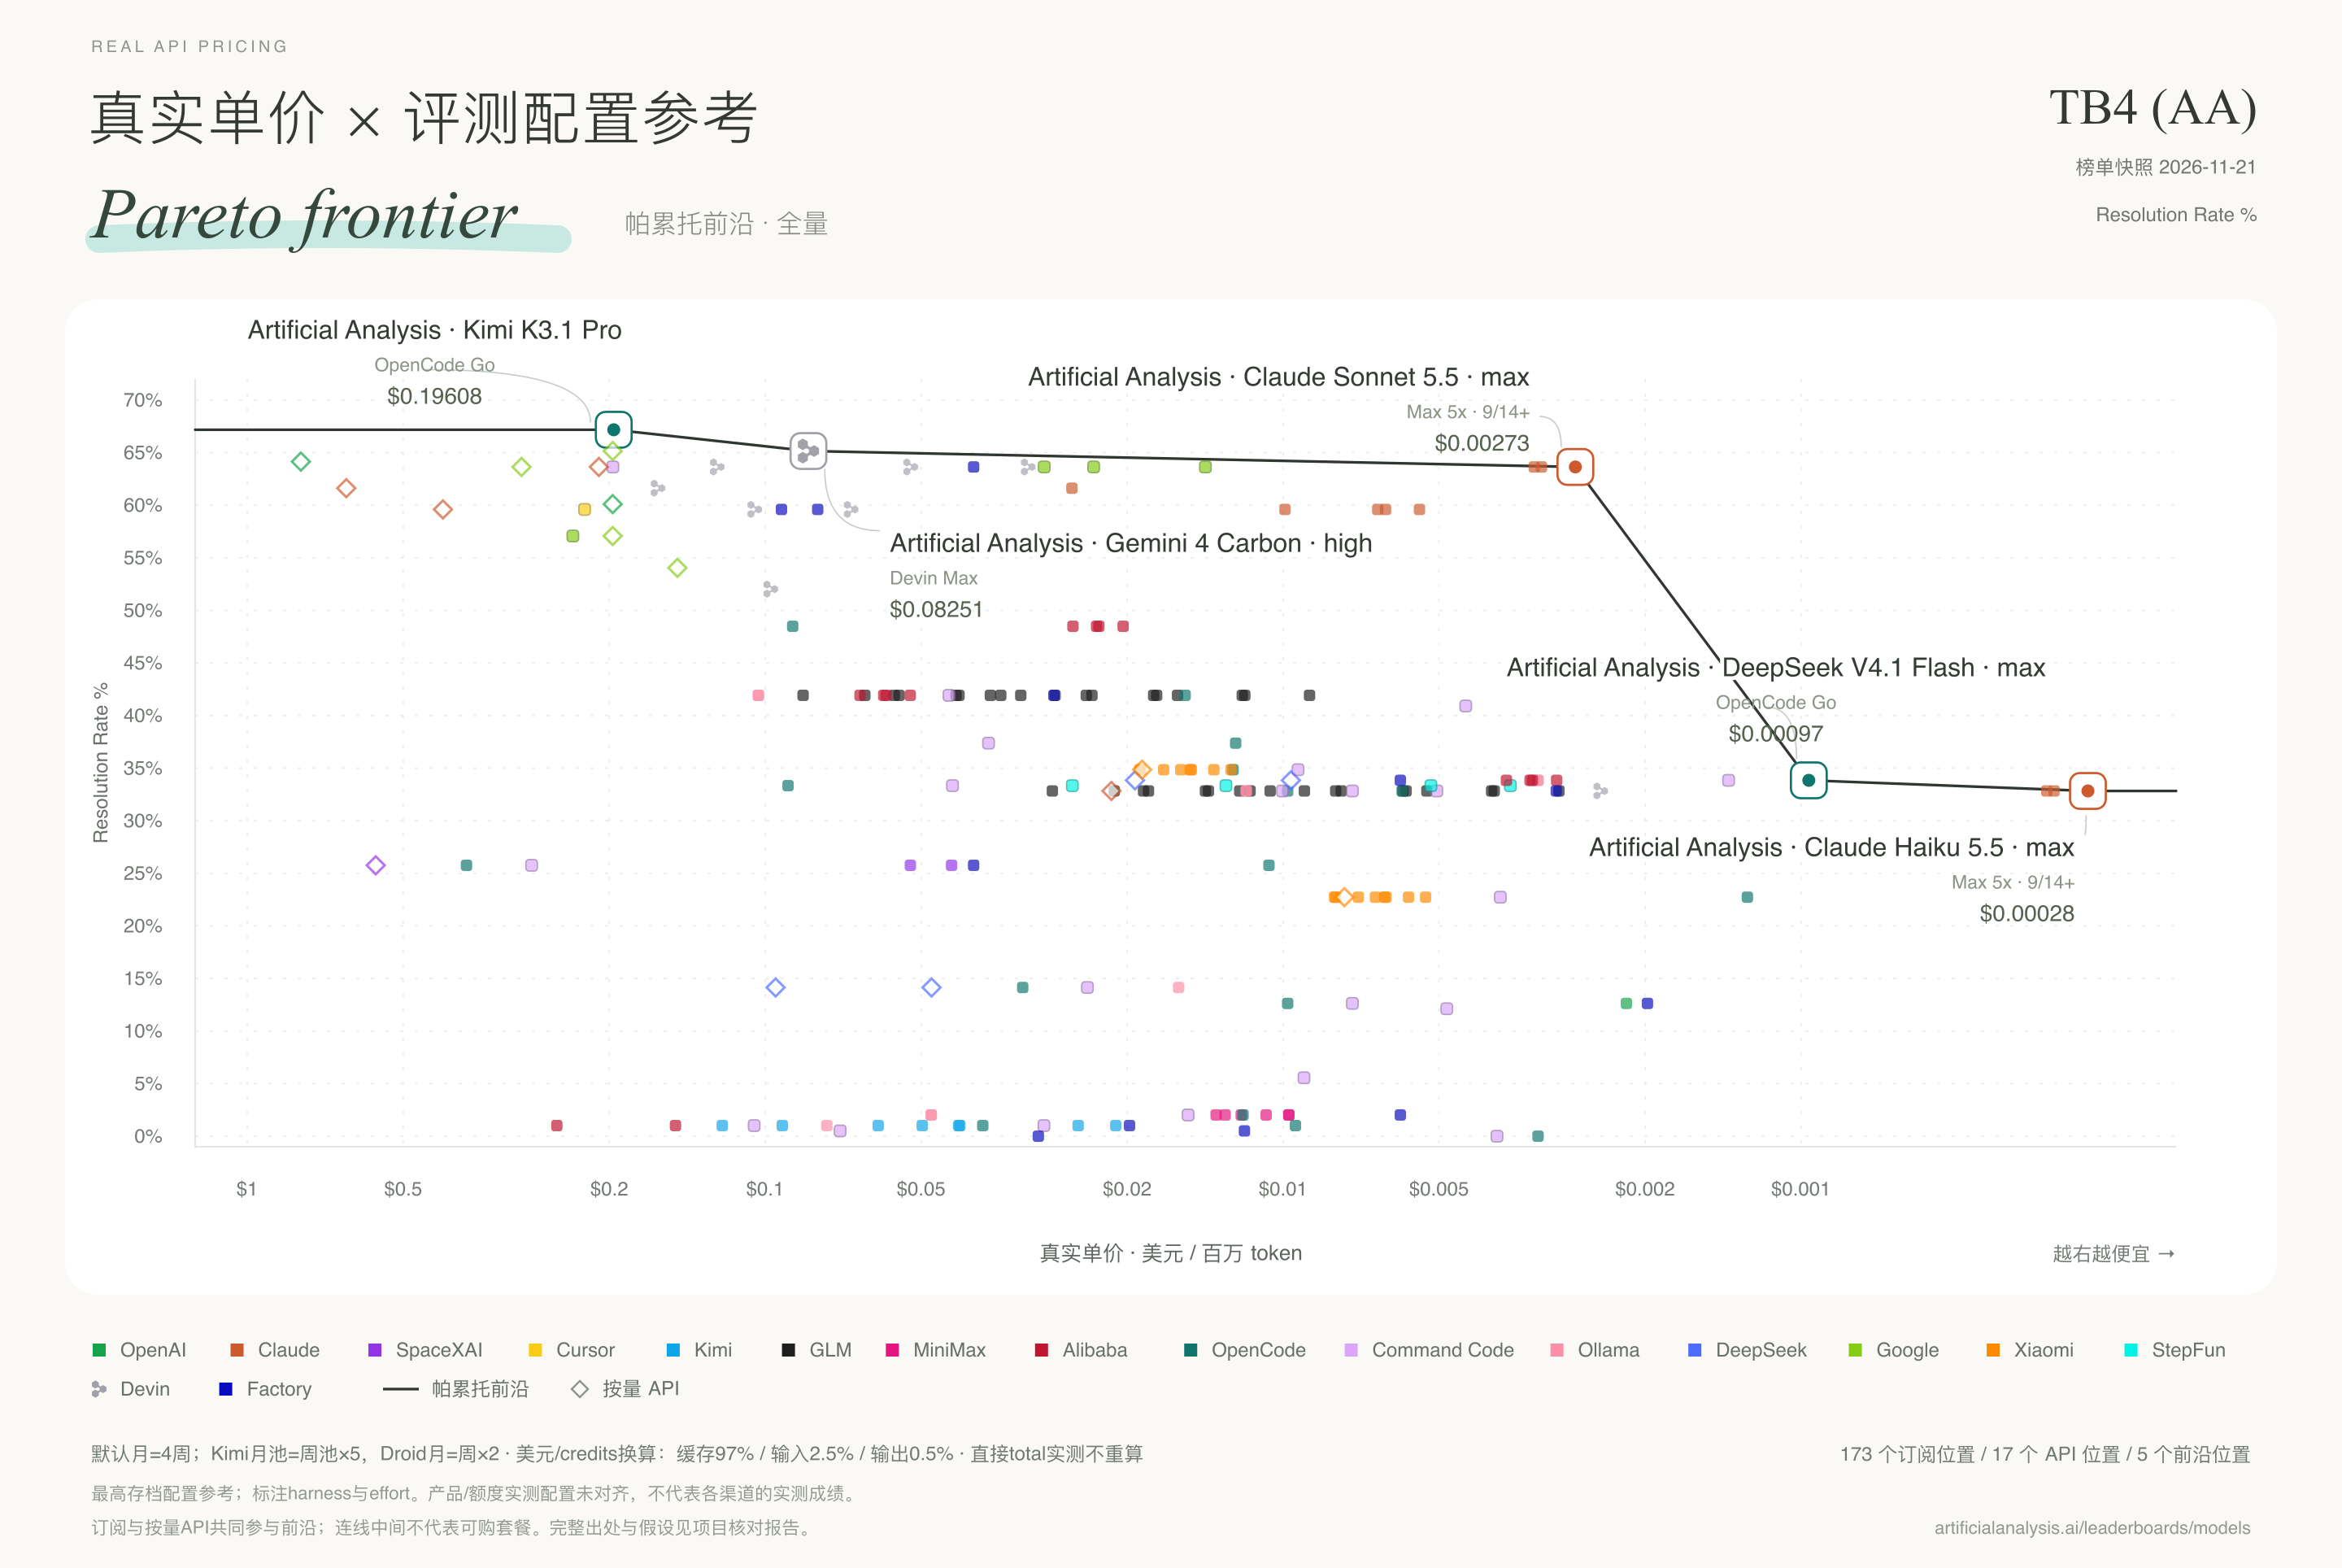 REAL API PRICING
真实单价 × 评测配置参考
Pareto frontier
帕累托前沿 · 全量
TB4 (AA)
榜单快照 2026-11-21
Resolution Rate %
Artificial Analysis · Kimi K3.1 Pro
OpenCode Go
$0.19608
Artificial Analysis · Claude Sonnet 5.5 · max
Max 5x · 9/14+
$0.00273
Artificial Analysis · Gemini 4 Carbon · high
Devin Max
$0.08251
Artificial Analysis · DeepSeek V4.1 Flash · max
OpenCode Go
$0.00097
Artificial Analysis · Claude Haiku 5.5 · max
Max 5x · 9/14+
$0.00028
Resolution Rate %
70%
65%
60%
55%
50%
45%
40%
35%
30%
25%
20%
15%
10%
5%
0%
$1 $0.5 $0.2 $0.1 $0.05 $0.02 $0.01 $0.005 $0.002 $0.001
真实单价 · 美元 / 百万 token
越右越便宜 →
OpenAI Claude SpaceXAI Cursor Kimi GLM MiniMax Alibaba OpenCode Command Code Ollama DeepSeek Google Xiaomi StepFun
Devin Factory 帕累托前沿 按量 API
默认月=4周；Kimi月池=周池×5，Droid月=周×2 · 美元/credits换算：缓存97% / 输入2.5% / 输出0.5% · 直接total实测不重算
173 个订阅位置 / 17 个 API 位置 / 5 个前沿位置
最高存档配置参考；标注harness与effort。产品/额度实测配置未对齐，不代表各渠道的实测成绩。
订阅与按量API共同参与前沿；连线中间不代表可购套餐。完整出处与假设见项目核对报告。
artificialanalysis.ai/leaderboards/models